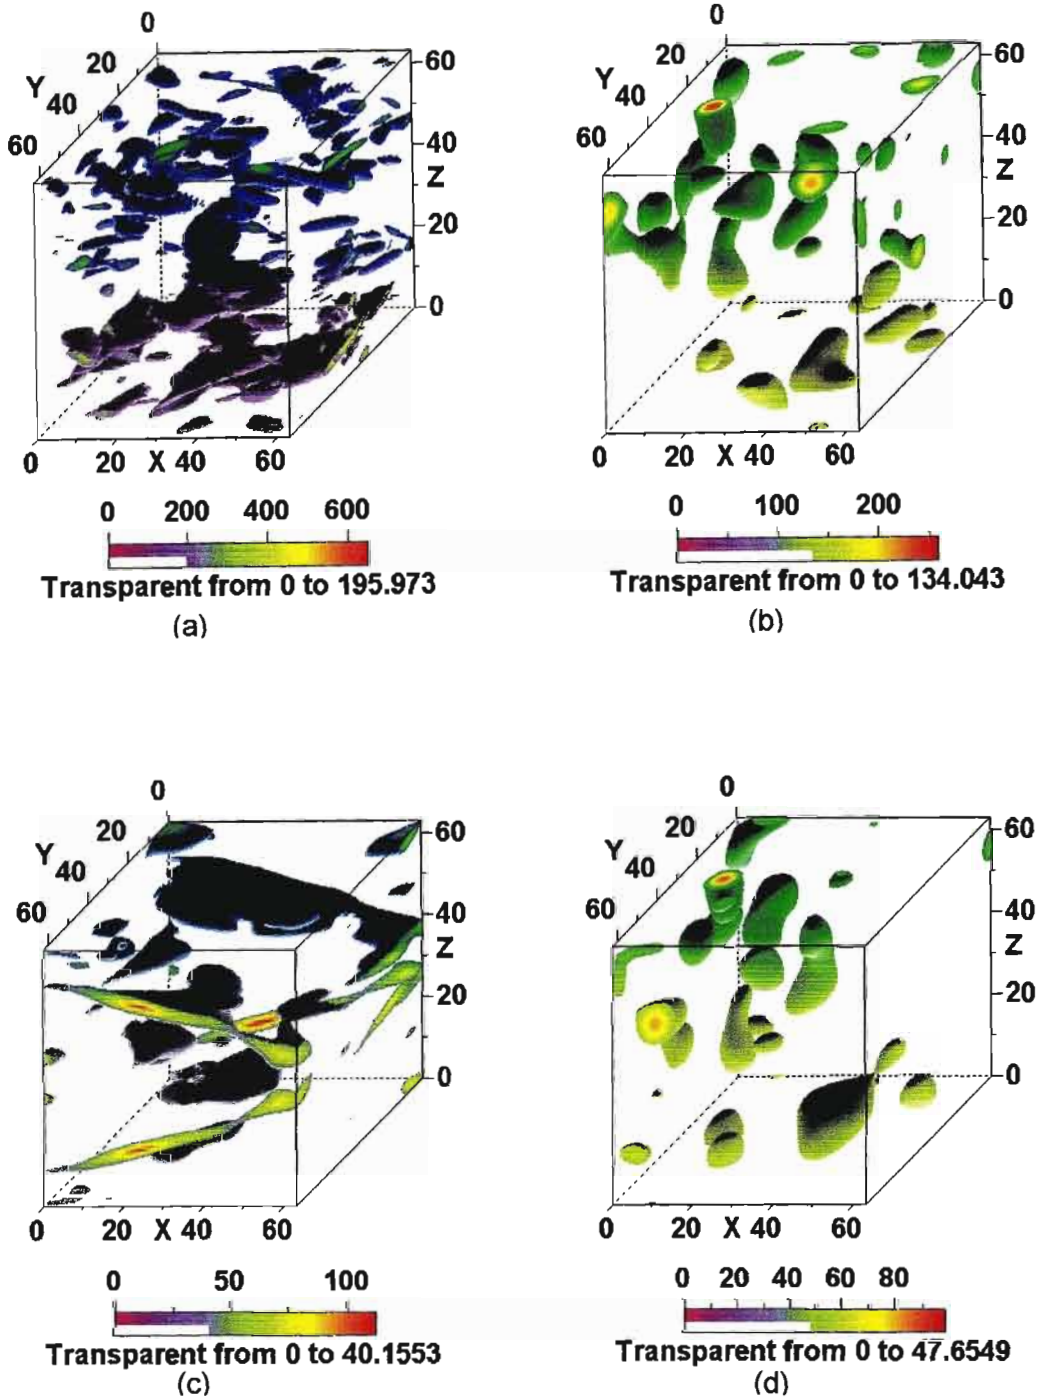 0
20
Y 40
60
60
40
Z
20
0
0 20 X 40 60
0 200 400 600
Transparent from 0 to 195.973
(a)
0
20
Y
40
60
60
40
Z
20
0
0 20 X 40 60
0 100 200
Transparent from 0 to 134.043
(b)
0
20
Y
40
60
60
40
Z
20
0
0 20 X 40 60
0 50 100
Transparent from 0 to 40.1553
(c)
0
20
Y
40
60
60
40
Z
20
0
0 20 X 40 60
0 20 40 60 80
Transparent from 0 to 47.6549
(d)